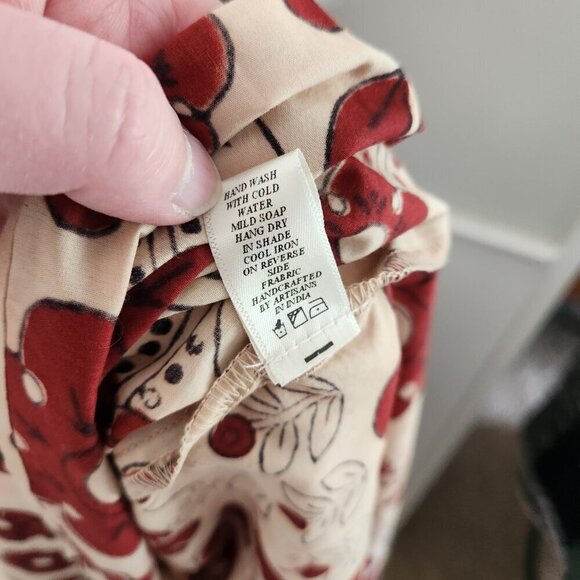 HAND WASH
WITH COLD
WATER
MILD SOAP
HANG DRY
IN SHADE
COOL IRON
ON REVERSE
SIDE
FRABRIC
HANDCRAFTED
BY ARTISANS
IN INDIA